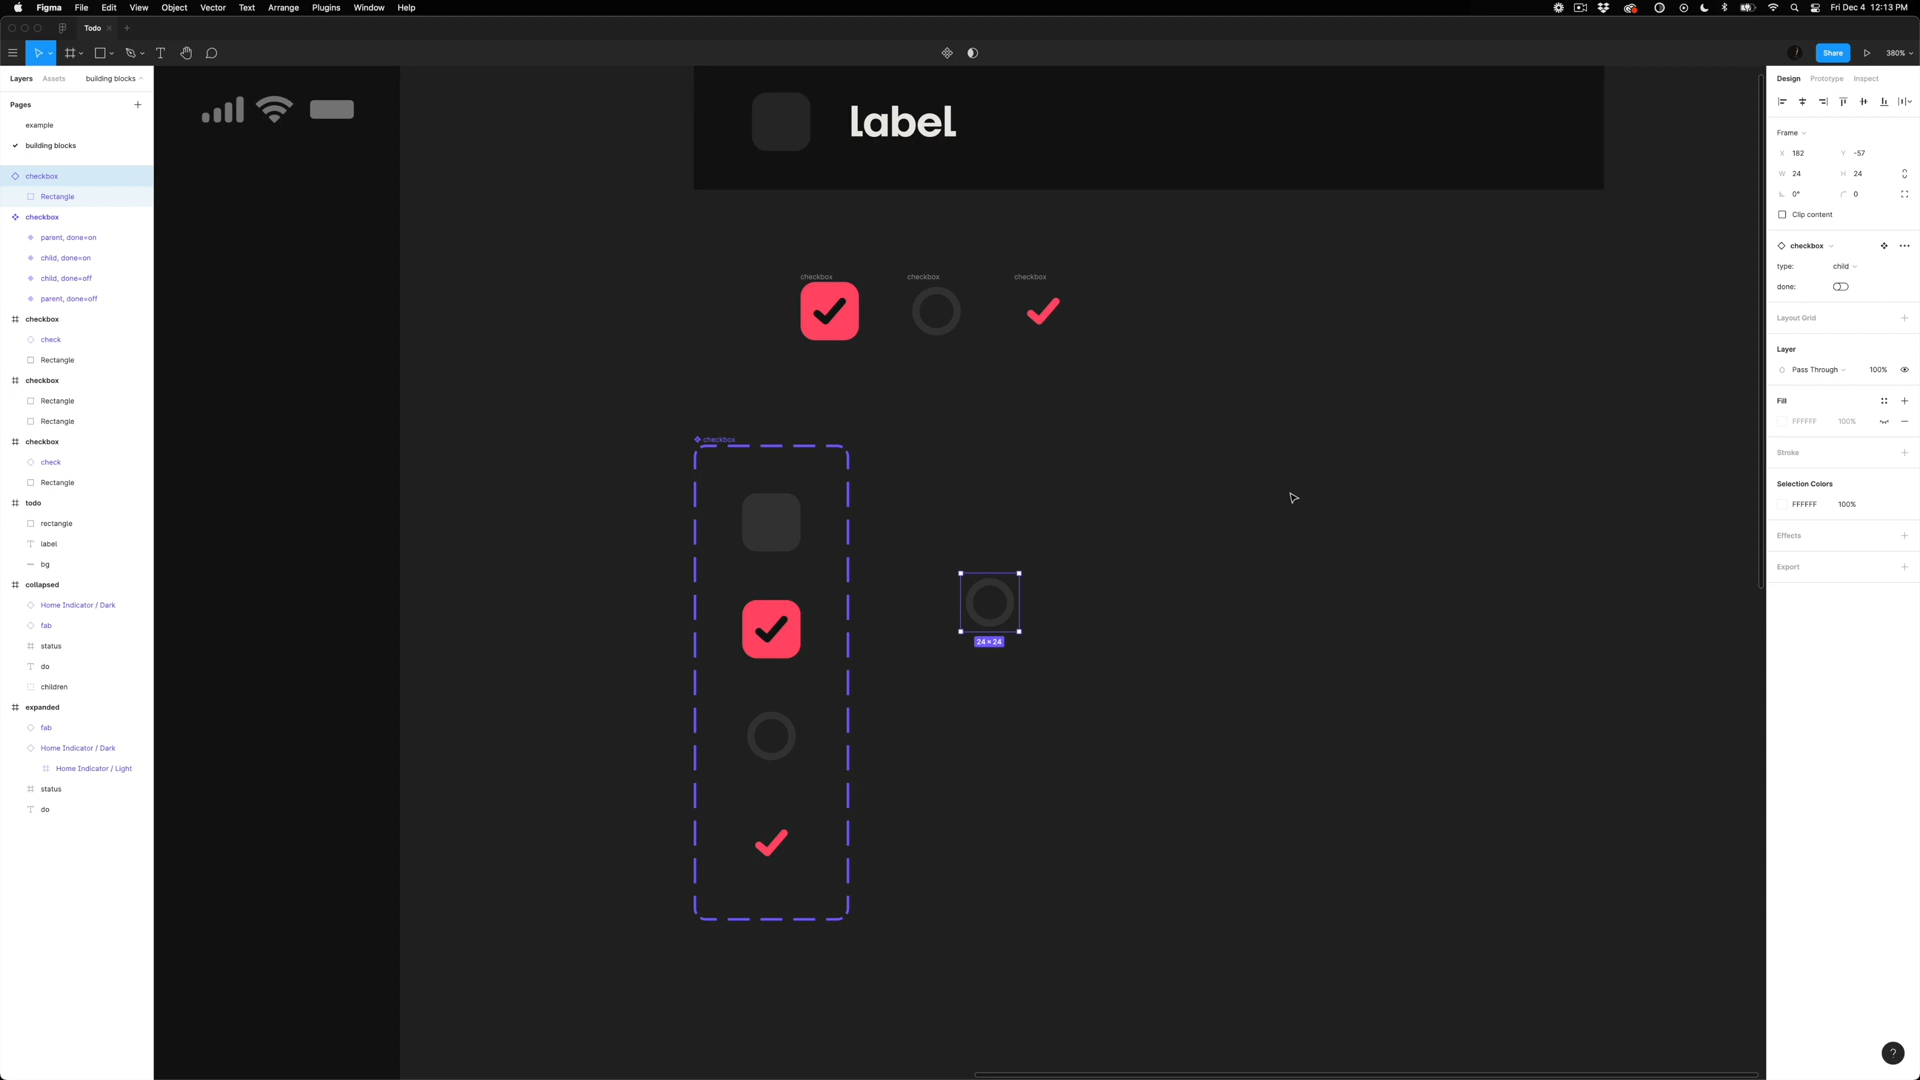 Figma File Edit View Object Vector Text Arrange Plugins Window Help
Fri Dec 4 12:13 PM
Todo
Share
380%
Layers Assets building blocks
Pages
example
building blocks
checkbox
Rectangle
checkbox
parent, done=on
child, done=on
child, done=off
parent, done=off
checkbox
check
Rectangle
checkbox
Rectangle
Rectangle
checkbox
check
Rectangle
todo
rectangle
label
bg
collapsed
Home Indicator / Dark
fab
status
do
children
expanded
fab
Home Indicator / Dark
Home Indicator / Light
status
do
label
checkbox checkbox checkbox
checkbox
24 × 24
Design Prototype Inspect
Frame
X 182 Y -57
W 24 H 24
0° 0
Clip content
checkbox
type: child
done:
Layout Grid
Layer
Pass Through 100%
Fill
FFFFFF 100%
Stroke
Selection Colors
FFFFFF 100%
Effects
Export
?